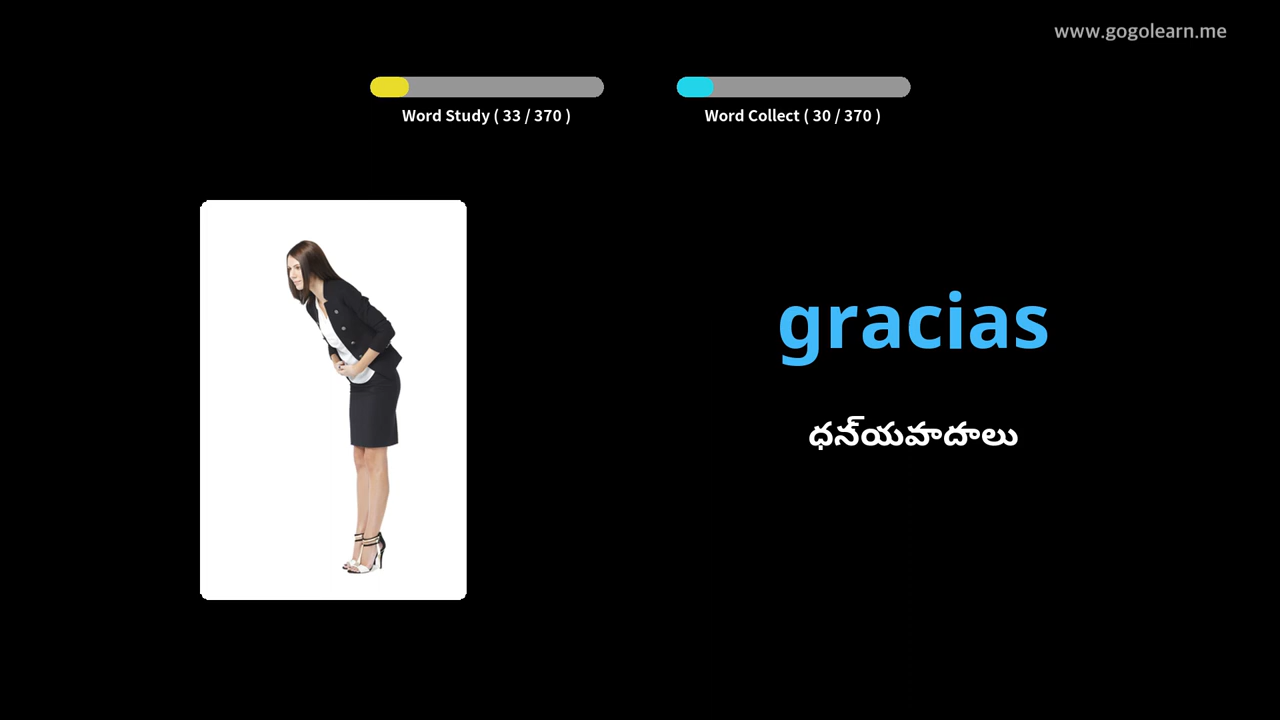 www.gogolearn.me
Word Study ( 33 / 370 )
Word Collect ( 30 / 370 )
gracias
ధన్యవాదాలు